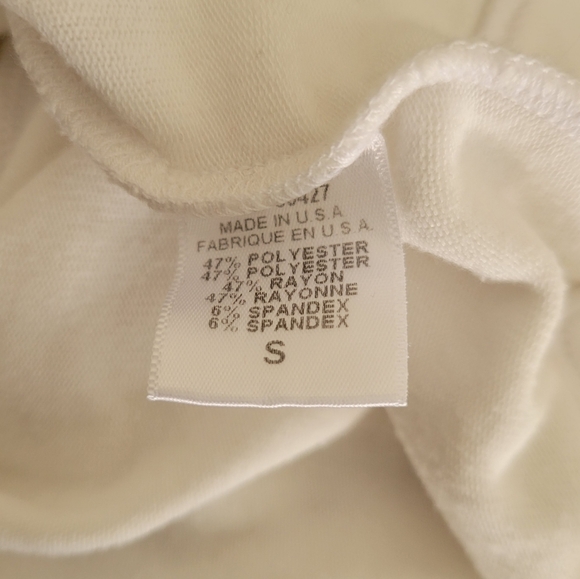 MADE IN U.S.A.
FABRIQUE EN U.S.A.
47% POLYESTER
47% POLYESTER
47% RAYON
47% RAYONNE
6% SPANDEX
6% SPANDEX
S